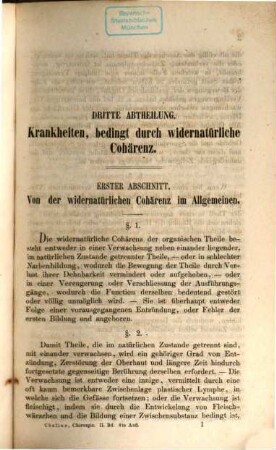 Bayerische
Staatsbibliothek
München
DRITTE ABTHEILUNG.
Krankheiten, bedingt durch widernatürliche
Cohärenz.
ERSTER ABSCHNITT.
Von der widernatürlichen Cohärenz im Allgemeinen.
§. 1.
Die widernatürliche Cohärenz der organischen Theile be-
steht entweder in einer Verwachsung neben einander liegender,
im natürlichen Zustande getrennter Theile, — oder in schlechter
Narbenbildung, wodurch die Bewegung der Theile durch Ver-
lust ihrer Dehnbarkeit vermindert oder aufgehoben, — oder
in einer Verengerung oder Verschliessung der Ausführungs-
gänge, wodurch die Function derselben bedeutend gestört
oder völlig unmöglich wird. — Sie ist überhaupt entweder
Folge einer vorausgegangenen Entzündung, oder Fehler der
ersten Bildung und angeboren.
§. 2.
Damit Theile, die im natürlichen Zustande getrennt sind,
mit einander verwachsen, wird ein gehöriger Grad von Ent-
zündung, Zerstörung der Oberhaut und längere Zeit hindurch
fortgesetzte gegenseitige Berührung derselben erfordert. —
Die Verwachsung ist entweder eine innige, vermittelt durch eine
oft kaum bemerkbare Zwischenlage plastischer Lymphe, in
welche sich die Gefässe fortsetzen; oder die Verwachsung ist
fleischigt, indem sie durch die Entwickelung von Fleisch-
wärzchen und die Bildung einer Zwischensubstanz bedingt ist,
Chelius, Chirurgie. II. Bd. 6te Aufl. 1